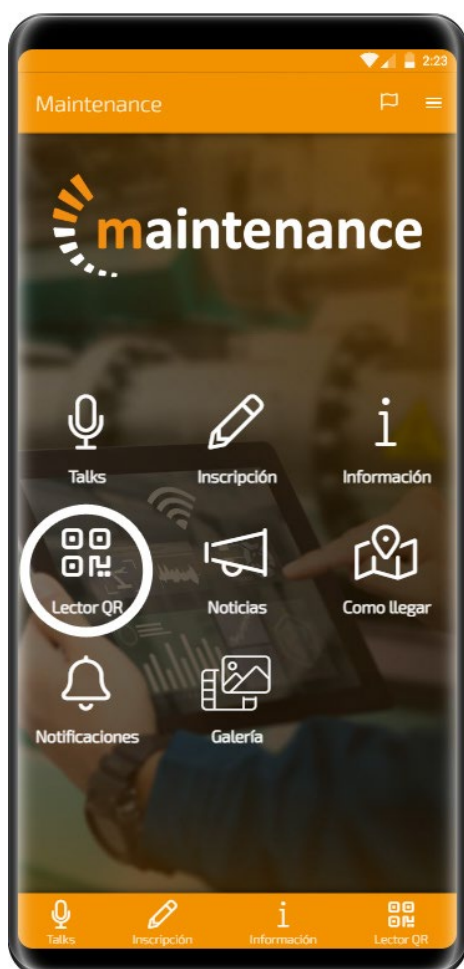 2:23
Maintenance
maintenance
Talks Inscripción Información
Lector QR Noticias Como llegar
Notificaciones Galería
Talks Inscripción Información Lector QR